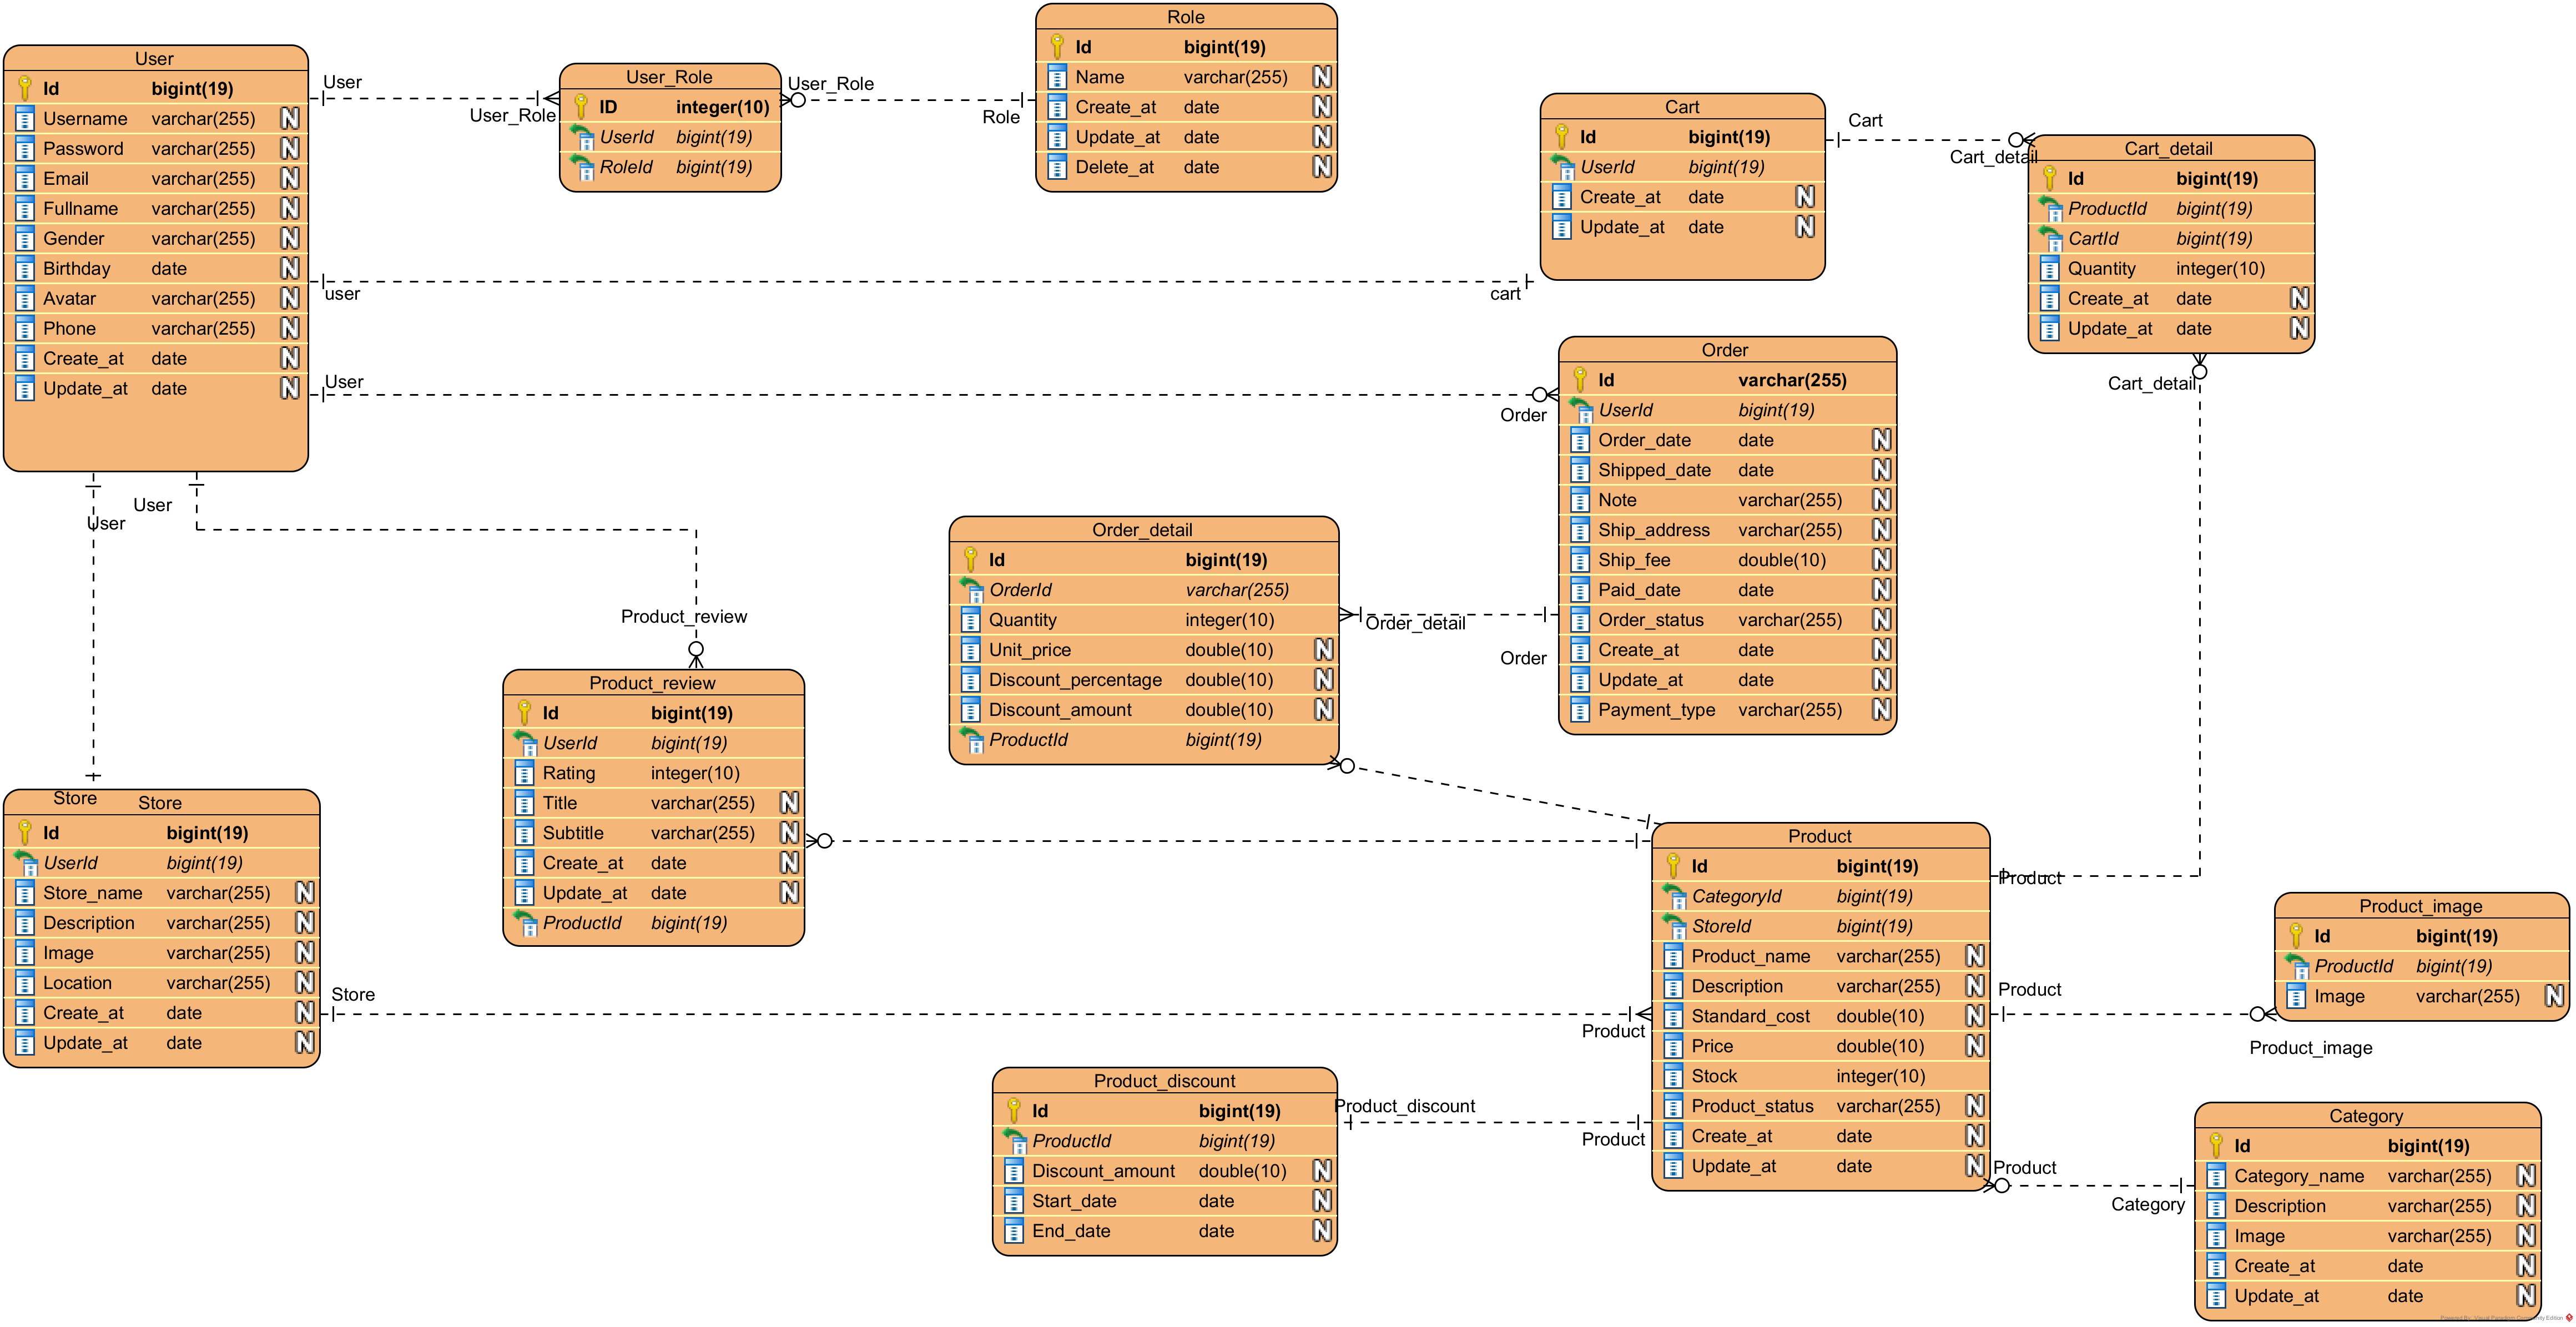 User
Id bigint(19)
Username varchar(255) N
Password varchar(255) N
Email varchar(255) N
Fullname varchar(255) N
Gender varchar(255) N
Birthday date N
Avatar varchar(255) N
Phone varchar(255) N
Create_at date N
Update_at date N
User
User_Role
User_Role
ID integer(10)
UserId bigint(19)
RoleId bigint(19)
User_Role
Role
Role
Id bigint(19)
Name varchar(255) N
Create_at date N
Update_at date N
Delete_at date N
user
cart
Cart
Id bigint(19)
UserId bigint(19)
Create_at date N
Update_at date N
Cart
Cart_detail
Cart_detail
Id bigint(19)
ProductId bigint(19)
CartId bigint(19)
Quantity integer(10)
Create_at date N
Update_at date N
Cart_detail
User
Order
Order
Id varchar(255)
UserId bigint(19)
Order_date date N
Shipped_date date N
Note varchar(255) N
Ship_address varchar(255) N
Ship_fee double(10) N
Paid_date date N
Order_status varchar(255) N
Create_at date N
Update_at date N
Payment_type varchar(255) N
Order_detail
Order
Order_detail
Id bigint(19)
OrderId varchar(255)
Quantity integer(10)
Unit_price double(10) N
Discount_percentage double(10) N
Discount_amount double(10) N
ProductId bigint(19)
User
User
Product_review
Product_review
Id bigint(19)
UserId bigint(19)
Rating integer(10)
Title varchar(255) N
Subtitle varchar(255) N
Create_at date N
Update_at date N
ProductId bigint(19)
Store
Store
Id bigint(19)
UserId bigint(19)
Store_name varchar(255) N
Description varchar(255) N
Image varchar(255) N
Location varchar(255) N
Create_at date N
Update_at date N
Store
Product
Product
Id bigint(19)
CategoryId bigint(19)
StoreId bigint(19)
Product_name varchar(255) N
Description varchar(255) N
Standard_cost double(10) N
Price double(10) N
Stock integer(10)
Product_status varchar(255) N
Create_at date N
Update_at date N
Product
Product
Product_image
Product_image
Id bigint(19)
ProductId bigint(19)
Image varchar(255) N
Product_discount
Id bigint(19)
ProductId bigint(19)
Discount_amount double(10) N
Start_date date N
End_date date N
Product_discount
Product
Product
Category
Category
Id bigint(19)
Category_name varchar(255) N
Description varchar(255) N
Image varchar(255) N
Create_at date N
Update_at date N
Powered By: Visual Paradigm Community Edition